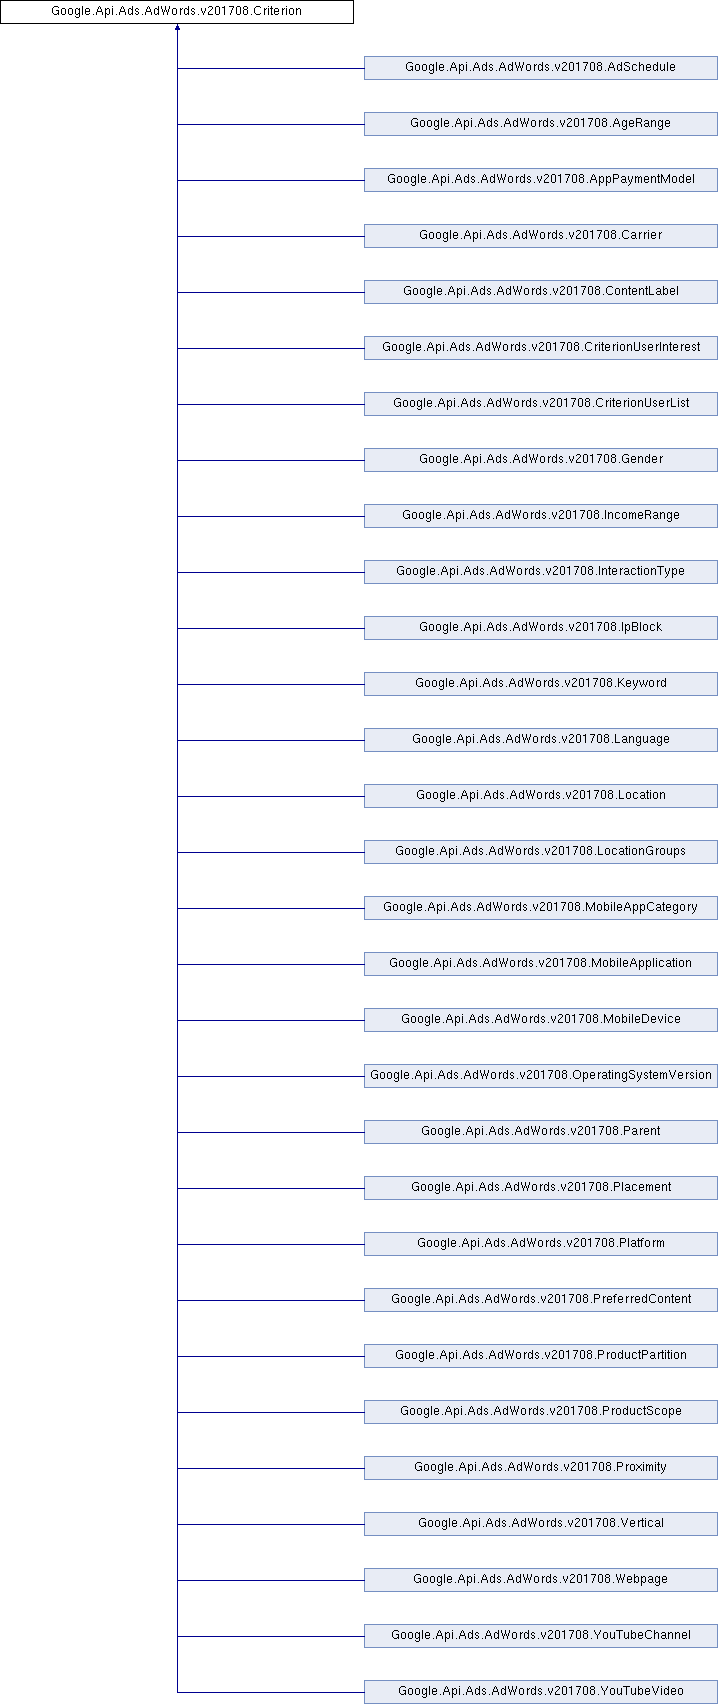 Google.Api.Ads.AdWords.v201708.Criterion
Google.Api.Ads.AdWords.v201708.AdSchedule
Google.Api.Ads.AdWords.v201708.AgeRange
Google.Api.Ads.AdWords.v201708.AppPaymentModel
Google.Api.Ads.AdWords.v201708.Carrier
Google.Api.Ads.AdWords.v201708.ContentLabel
Google.Api.Ads.AdWords.v201708.CriterionUserInterest
Google.Api.Ads.AdWords.v201708.CriterionUserList
Google.Api.Ads.AdWords.v201708.Gender
Google.Api.Ads.AdWords.v201708.IncomeRange
Google.Api.Ads.AdWords.v201708.InteractionType
Google.Api.Ads.AdWords.v201708.IpBlock
Google.Api.Ads.AdWords.v201708.Keyword
Google.Api.Ads.AdWords.v201708.Language
Google.Api.Ads.AdWords.v201708.Location
Google.Api.Ads.AdWords.v201708.LocationGroups
Google.Api.Ads.AdWords.v201708.MobileAppCategory
Google.Api.Ads.AdWords.v201708.MobileApplication
Google.Api.Ads.AdWords.v201708.MobileDevice
Google.Api.Ads.AdWords.v201708.OperatingSystemVersion
Google.Api.Ads.AdWords.v201708.Parent
Google.Api.Ads.AdWords.v201708.Placement
Google.Api.Ads.AdWords.v201708.Platform
Google.Api.Ads.AdWords.v201708.PreferredContent
Google.Api.Ads.AdWords.v201708.ProductPartition
Google.Api.Ads.AdWords.v201708.ProductScope
Google.Api.Ads.AdWords.v201708.Proximity
Google.Api.Ads.AdWords.v201708.Vertical
Google.Api.Ads.AdWords.v201708.Webpage
Google.Api.Ads.AdWords.v201708.YouTubeChannel
Google.Api.Ads.AdWords.v201708.YouTubeVideo